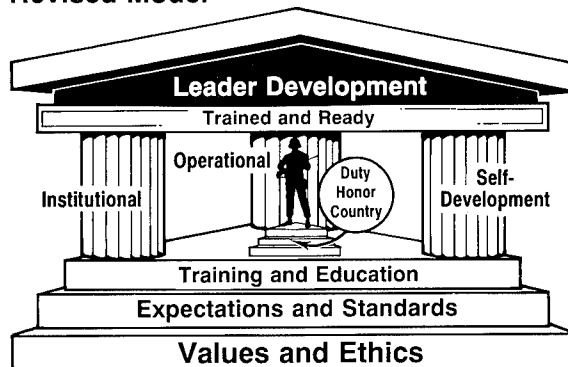 Revised Model
Leader Development
Trained and Ready
Operational
Institutional
Duty
Honor
Country
Self-
Development
Training and Education
Expectations and Standards
Values and Ethics